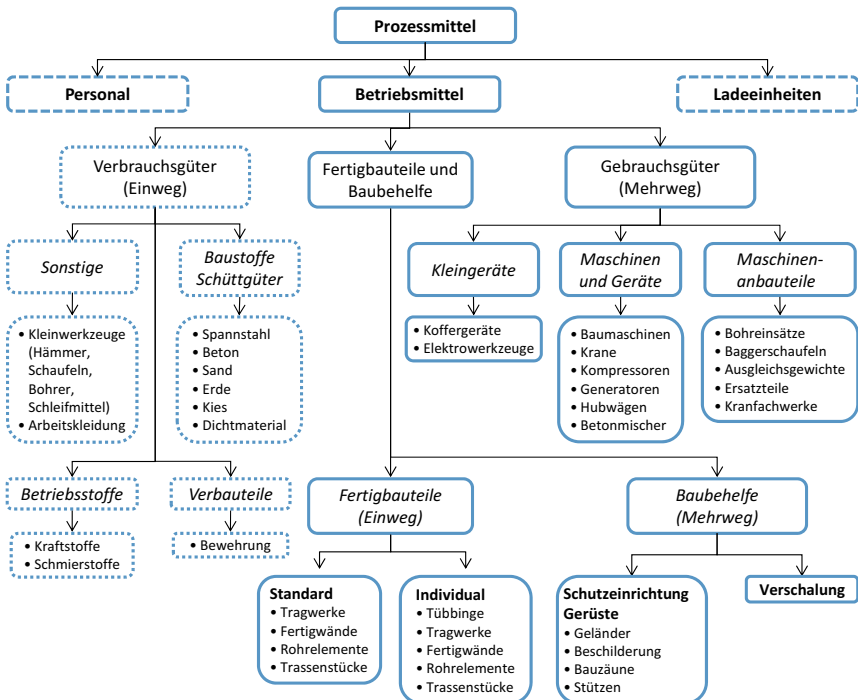 Prozessmittel
Personal
Betriebsmittel
Ladeeinheiten
Verbrauchsgüter
(Einweg)
Fertigbauteile und
Baubehelfe
Gebrauchsgüter
(Mehrweg)
Sonstige
Baustoffe
Schüttgüter
Kleingeräte
Maschinen
und Geräte
Maschinen-
anbauteile
• Kleinwerkzeuge
(Hämmer,
Schaufeln,
Bohrer,
Schleifmittel)
• Arbeitskleidung
• Spannstahl
• Beton
• Sand
• Erde
• Kies
• Dichtmaterial
• Koffergeräte
• Elektrowerkzeuge
• Baumaschinen
• Krane
• Kompressoren
• Generatoren
• Hubwägen
• Betonmischer
• Bohreinsätze
• Baggerschaufeln
• Ausgleichsgewichte
• Ersatzteile
• Kranfachwerke
Betriebsstoffe
Verbauteile
Fertigbauteile
(Einweg)
Baubehelfe
(Mehrweg)
• Kraftstoffe
• Schmierstoffe
• Bewehrung
Standard
• Tragwerke
• Fertigwände
• Rohrelemente
• Trassenstücke
Individual
• Tübbinge
• Tragwerke
• Fertigwände
• Rohrelemente
• Trassenstücke
Schutzeinrichtung
Gerüste
• Geländer
• Beschilderung
• Bauzäune
• Stützen
Verschalung